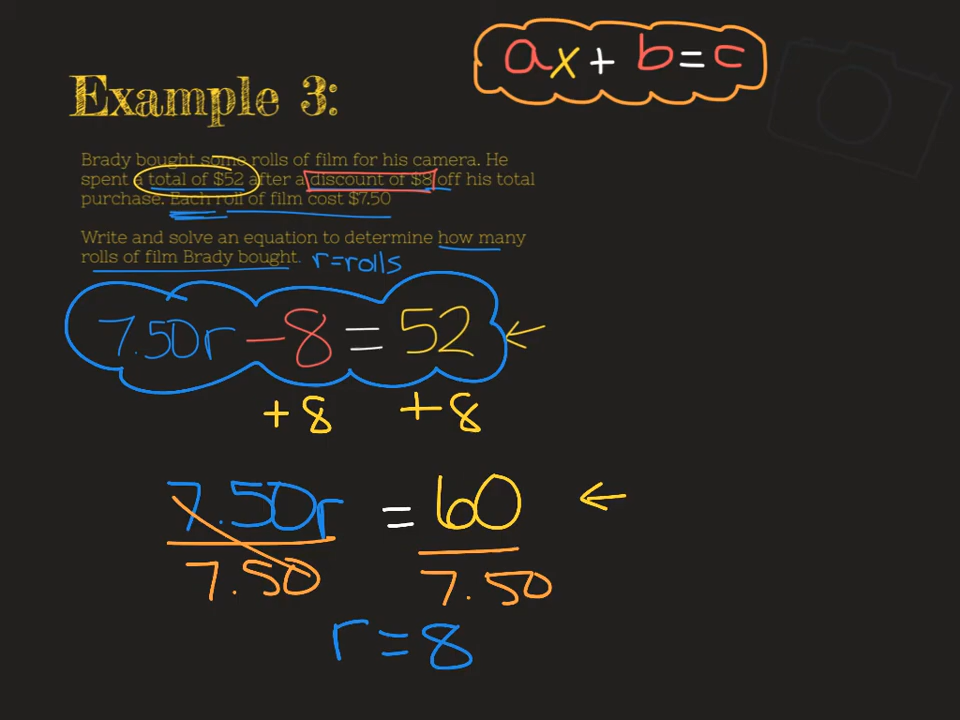 ax + b = c
Example 3:
Brady bought some rolls of film for his camera. He
spent a total of $52 after a discount of $8 off his total
purchase. Each roll of film cost $7.50
Write and solve an equation to determine how many
rolls of film Brady bought. r=rolls
7.50r - 8 = 52
+8 +8
7.50r = 60
7.50 7.50
r = 8